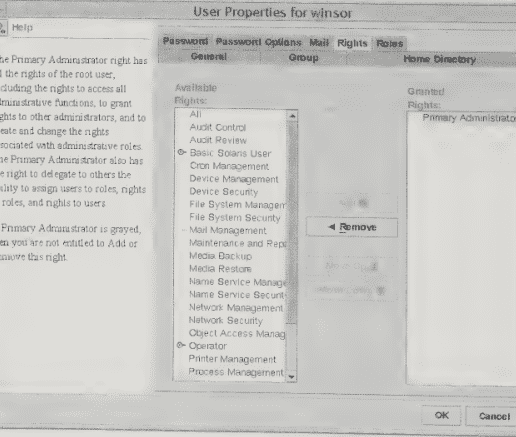 User Properties for winsor
Help
he Primary Administrator right has
l the rights of the root user,
cluding the rights to access all
ministrative functions, to grant
ghts to other administrators, and to
eate and change the rights
sociated with administrative roles.
he Primary Administrator also has
e right to delegate to others the
ility to assign users to roles, rights
roles, and rights to users
Primary Administrator is grayed,
en you are not entitled to Add or
move this right.
Password Password Options Mail Rights Roles
General Group Home Directory
Available
Rights:
All
Audit Control
Audit Review
Basic Solaris User
Cron Management
Device Management
Device Security
File System Managem
File System Security
Mail Management
Maintenance and Repa
Media Backup
Media Restore
Name Service Manage
Name Service Securit
Network Management
Network Security
Object Access Manag
Operator
Printer Management
Process Management
Remove
Granted
Rights:
Primary Administrato
OK Cancel